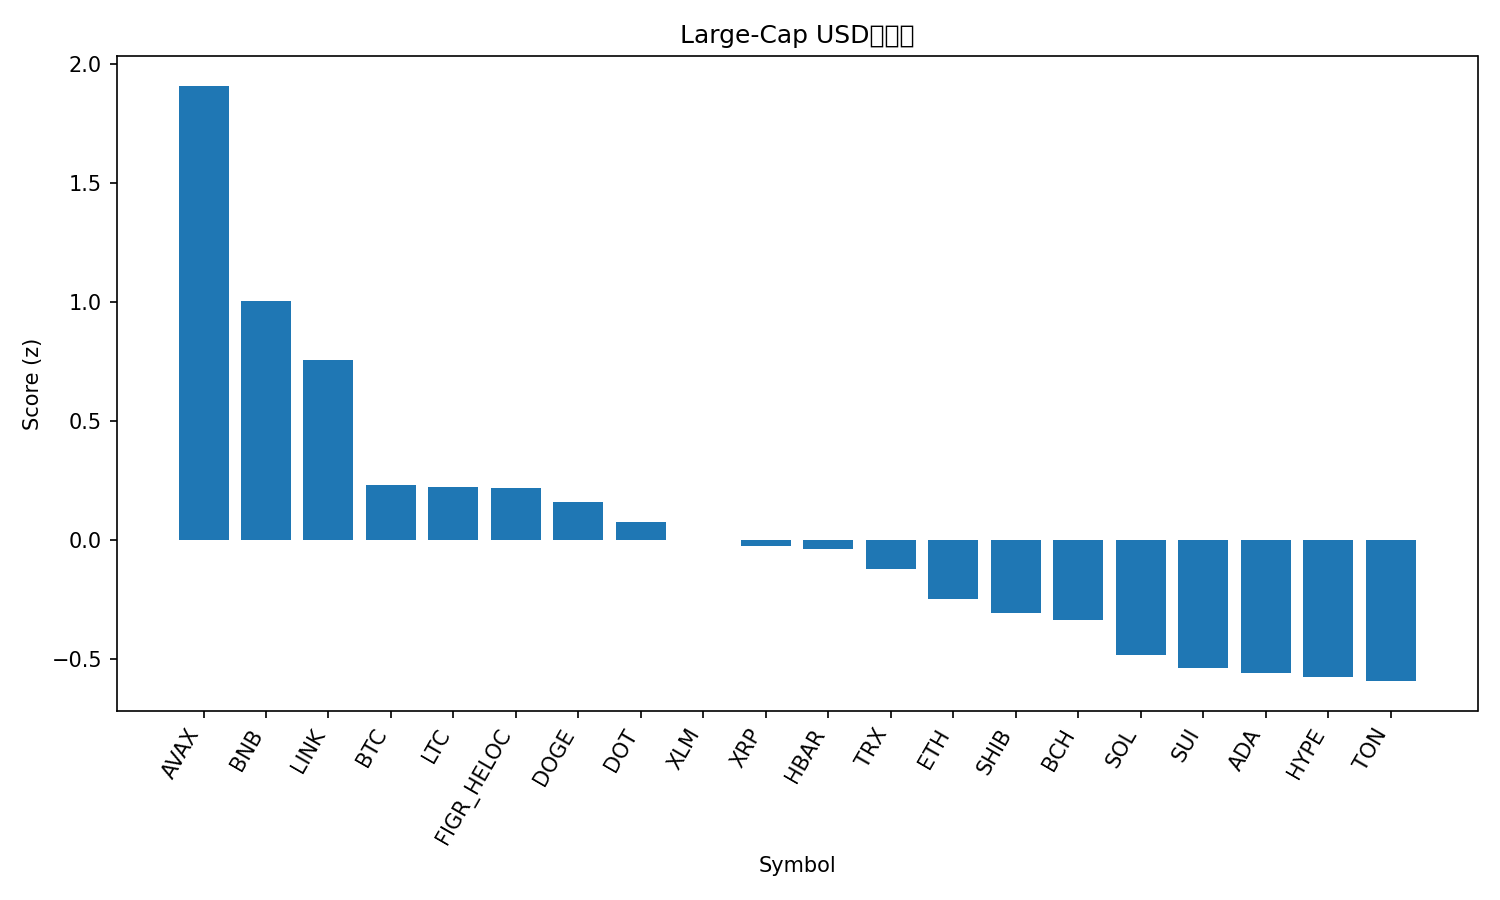 Large-Cap USD
2.0
1.5
1.0
0.5
0.0
−0.5
Score (z)
AVAX
BNB
LINK
BTC
LTC
FIGR_HELOC
DOGE
DOT
XLM
XRP
HBAR
TRX
ETH
SHIB
BCH
SOL
SUI
ADA
HYPE
TON
Symbol